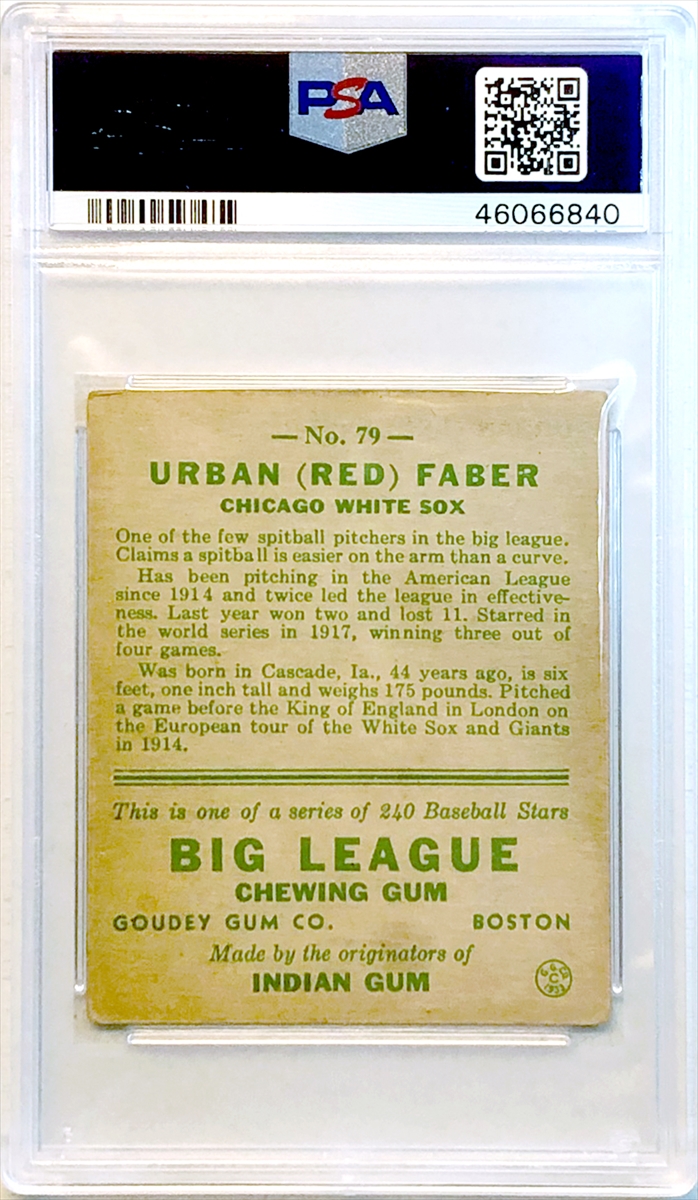 PSA
46066840
— No. 79 —
URBAN (RED) FABER
CHICAGO WHITE SOX
One of the few spitball pitchers in the big league.
Claims a spitball is easier on the arm than a curve.
Has been pitching in the American League
since 1914 and twice led the league in effective-
ness. Last year won two and lost 11. Starred in
the world series in 1917, winning three out of
four games.
Was born in Cascade, Ia., 44 years ago, is six
feet, one inch tall and weighs 175 pounds. Pitched
a game before the King of England in London on
the European tour of the White Sox and Giants
in 1914.
This is one of a series of 240 Baseball Stars
BIG LEAGUE
CHEWING GUM
GOUDEY GUM CO. BOSTON
Made by the originators of
INDIAN GUM
G.G.CO.
C
1933